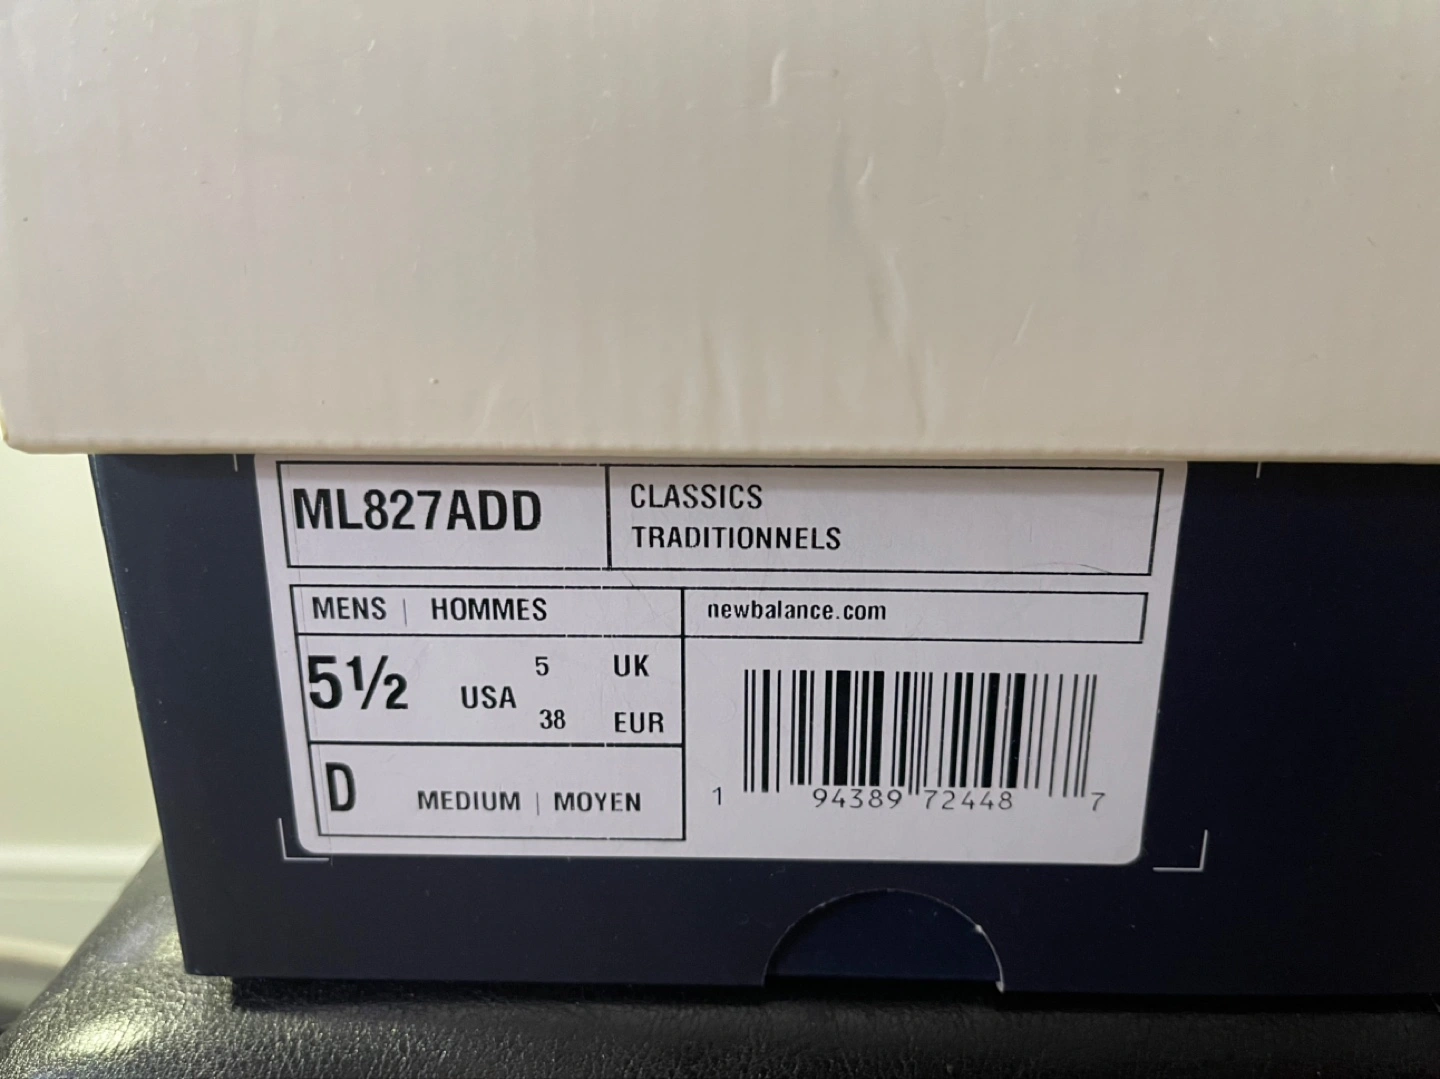 ML827ADD
CLASSICS
TRADITIONNELS
MENS | HOMMES
newbalance.com
5½ USA
5 UK
38 EUR
D MEDIUM | MOYEN
1 94389 72448 7